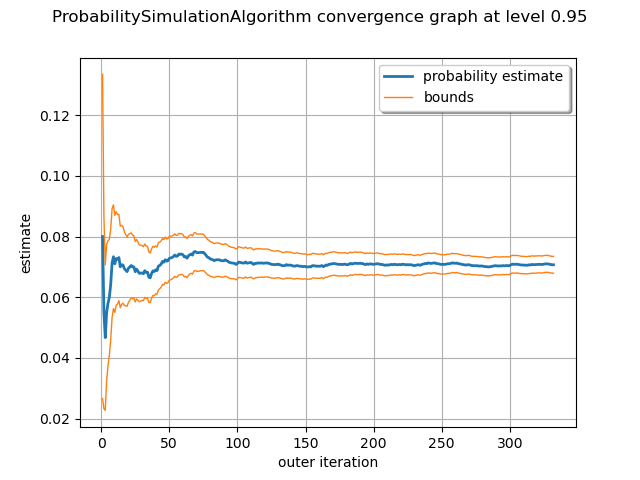 ProbabilitySimulationAlgorithm convergence graph at level 0.95
probability estimate
bounds
0.12
0.10
0.08
0.06
0.04
0.02
estimate
0 50 100 150 200 250 300
outer iteration